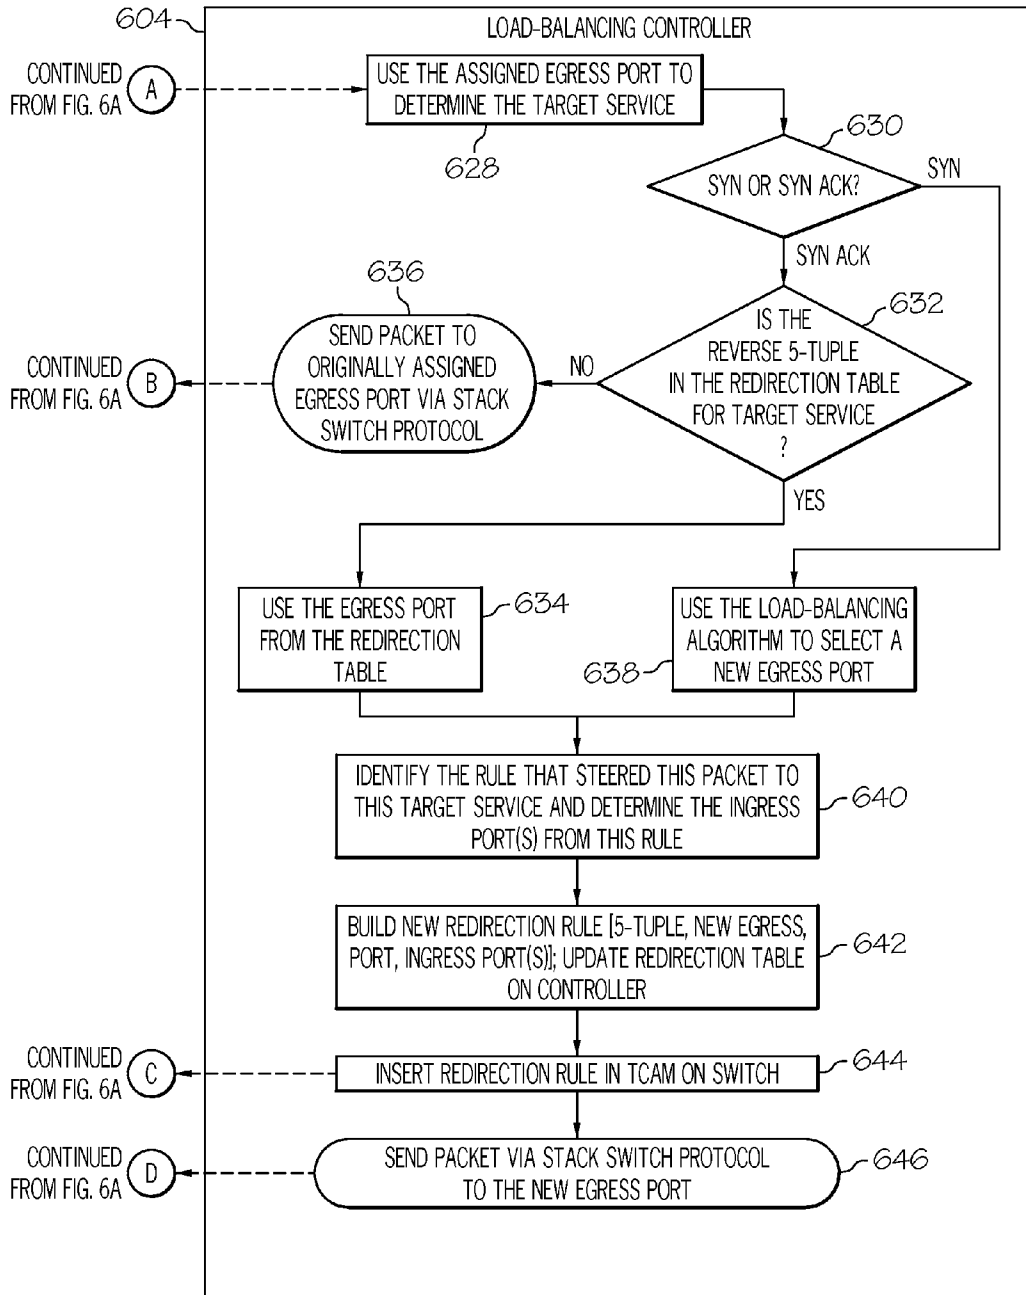 604
LOAD-BALANCING CONTROLLER
CONTINUED
FROM FIG. 6A
A
USE THE ASSIGNED EGRESS PORT TO
DETERMINE THE TARGET SERVICE
628
630
SYN OR SYN ACK?
SYN
SYN ACK
636
SEND PACKET TO
ORIGINALLY ASSIGNED
EGRESS PORT VIA STACK
SWITCH PROTOCOL
CONTINUED
FROM FIG. 6A
B
NO
632
IS THE
REVERSE 5-TUPLE
IN THE REDIRECTION TABLE
FOR TARGET SERVICE
?
YES
USE THE EGRESS PORT
FROM THE REDIRECTION
TABLE
634
USE THE LOAD-BALANCING
ALGORITHM TO SELECT A
NEW EGRESS PORT
638
IDENTIFY THE RULE THAT STEERED THIS PACKET TO
THIS TARGET SERVICE AND DETERMINE THE INGRESS
PORT(S) FROM THIS RULE
640
BUILD NEW REDIRECTION RULE [5-TUPLE, NEW EGRESS,
PORT, INGRESS PORT(S)]; UPDATE REDIRECTION TABLE
ON CONTROLLER
642
CONTINUED
FROM FIG. 6A
C
INSERT REDIRECTION RULE IN TCAM ON SWITCH
644
CONTINUED
FROM FIG. 6A
D
SEND PACKET VIA STACK SWITCH PROTOCOL
TO THE NEW EGRESS PORT
646